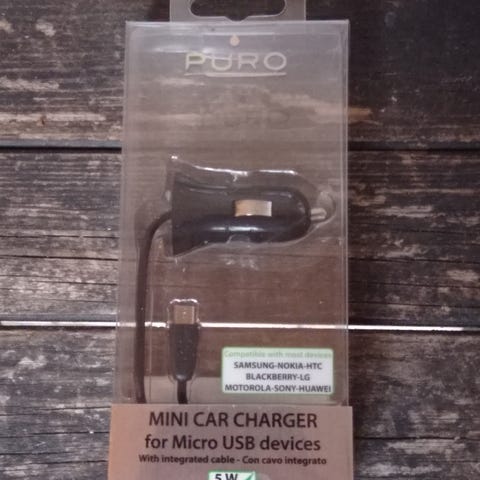 PURO
Compatible with most devices
SAMSUNG-NOKIA-HTC
BLACKBERRY-LG
MOTOROLA-SONY-HUAWEI
MINI CAR CHARGER
for Micro USB devices
With integrated cable - Con cavo integrato
5 W